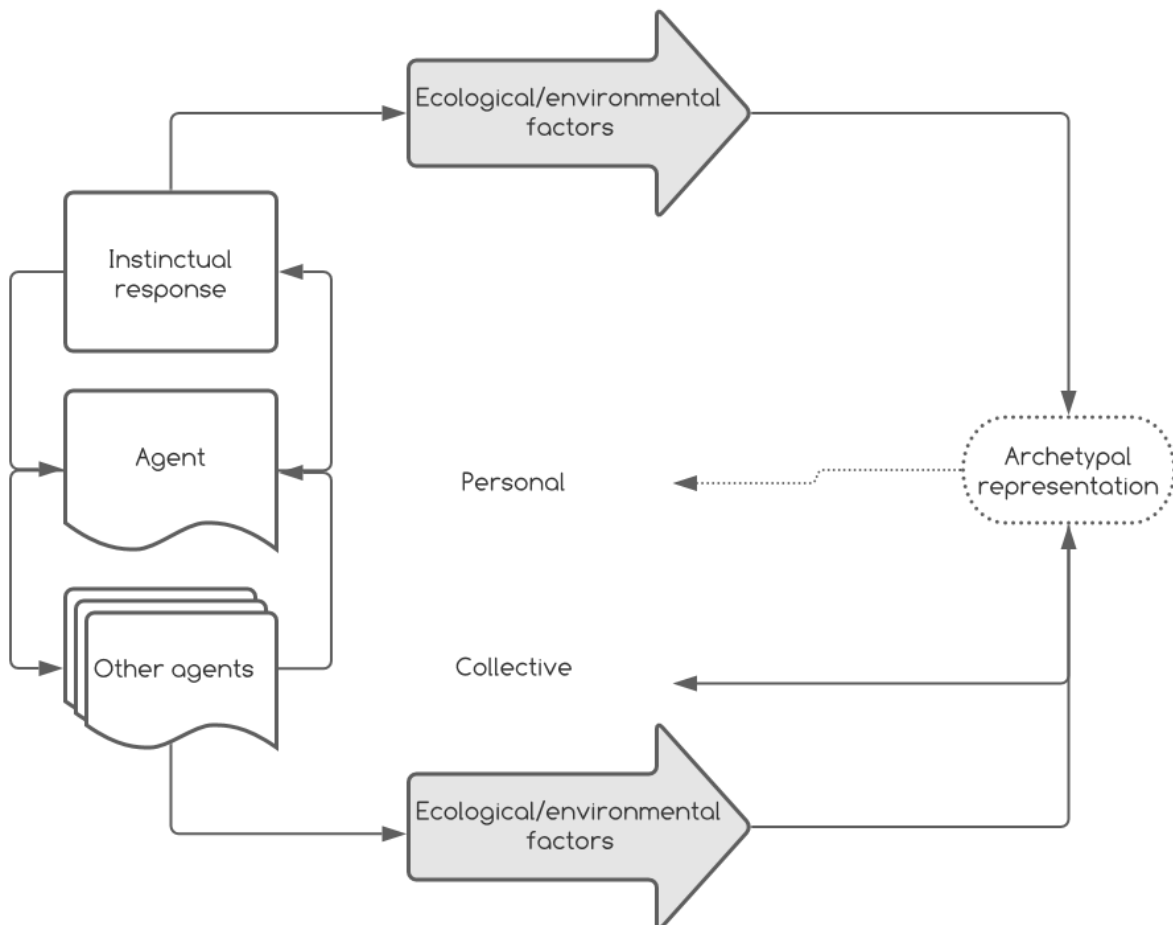 Ecological/environmental
factors
Instinctual
response
Agent
Personal
Archetypal
representation
Other agents
Collective
Ecological/environmental
factors